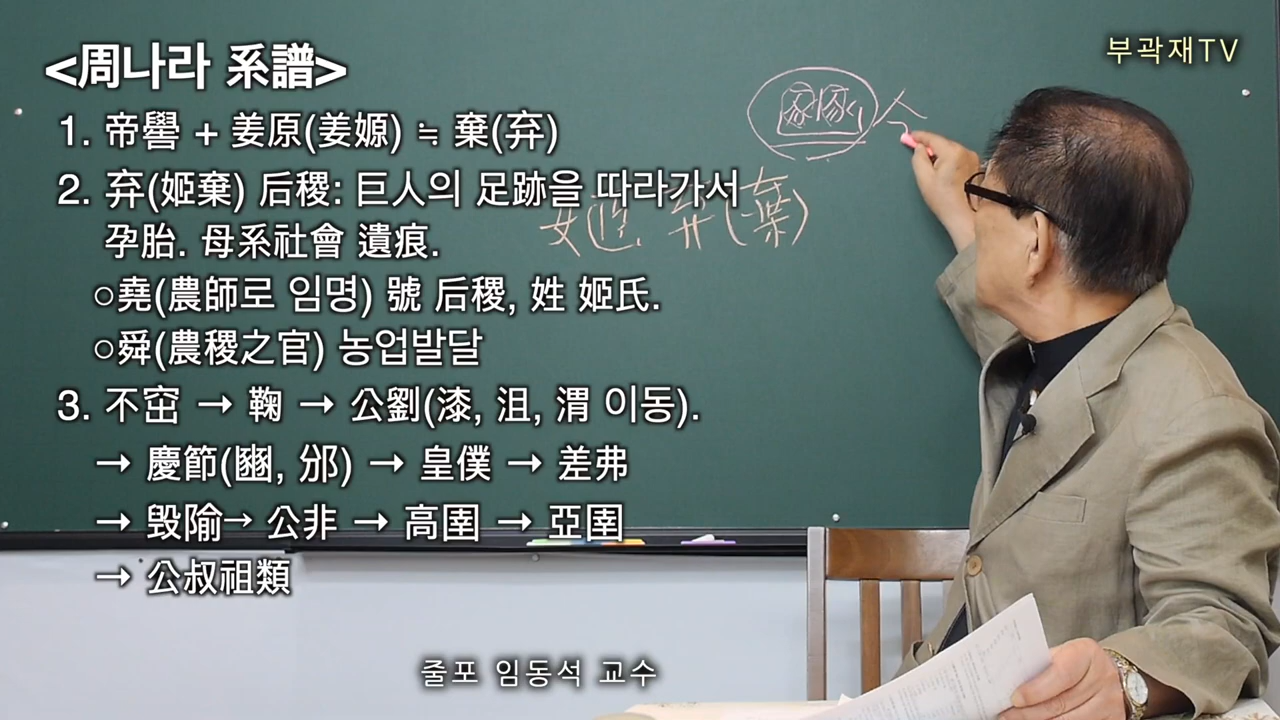 <周나라 系譜>
부곽재TV
1. 帝嚳 + 姜原(姜嫄) ≒ 棄(弃)
2. 弃(姬棄) 后稷: 巨人의 足跡을 따라가서
孕胎. 母系社會 遺痕.
○堯(農師로 임명) 號 后稷, 姓 姬氏.
○舜(農稷之官) 농업발달
3. 不窋 → 鞠 → 公劉(漆, 沮, 渭 이동).
→ 慶節(豳, 邠) → 皇僕 → 差弗
→ 毁隃→ 公非 → 高圉 → 亞圉
→ 公叔祖類
弃(棄)
줄포 임동석 교수